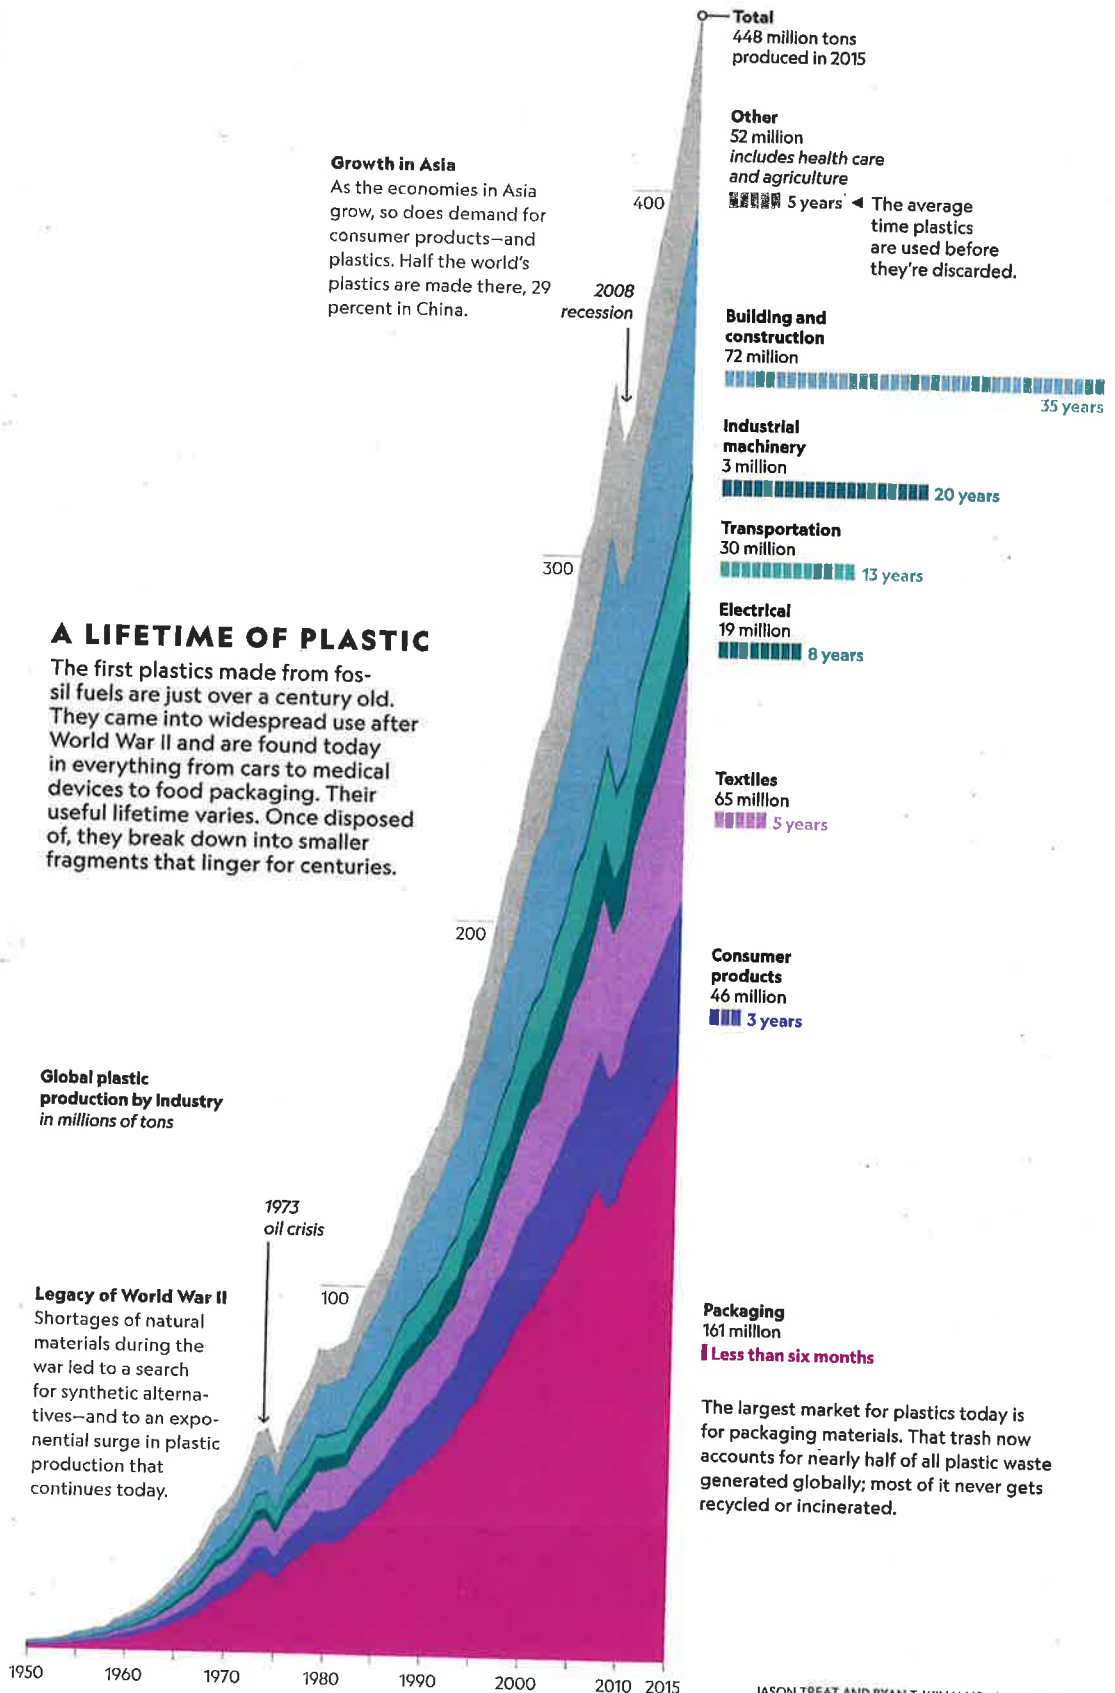 Total
448 million tons
produced in 2015
Other
52 million
includes health care
and agriculture
5 years
◄ The average
time plastics
are used before
they're discarded.
Growth in Asia
As the economies in Asia
grow, so does demand for
consumer products—and
plastics. Half the world's
plastics are made there, 29
percent in China.
400
2008
recession
Building and
construction
72 million
35 years
Industrial
machinery
3 million
20 years
Transportation
30 million
13 years
300
Electrical
19 million
8 years
A LIFETIME OF PLASTIC
The first plastics made from fos-
sil fuels are just over a century old.
They came into widespread use after
World War II and are found today
in everything from cars to medical
devices to food packaging. Their
useful lifetime varies. Once disposed
of, they break down into smaller
fragments that linger for centuries.
Textiles
65 million
5 years
200
Consumer
products
46 million
3 years
Global plastic
production by Industry
in millions of tons
1973
oil crisis
100
Legacy of World War II
Shortages of natural
materials during the
war led to a search
for synthetic alterna-
tives—and to an expo-
nential surge in plastic
production that
continues today.
Packaging
161 million
Less than six months
The largest market for plastics today is
for packaging materials. That trash now
accounts for nearly half of all plastic waste
generated globally; most of it never gets
recycled or incinerated.
1950
1960
1970
1980
1990
2000
2010
2015
JASON TREAT AND RYAN T.